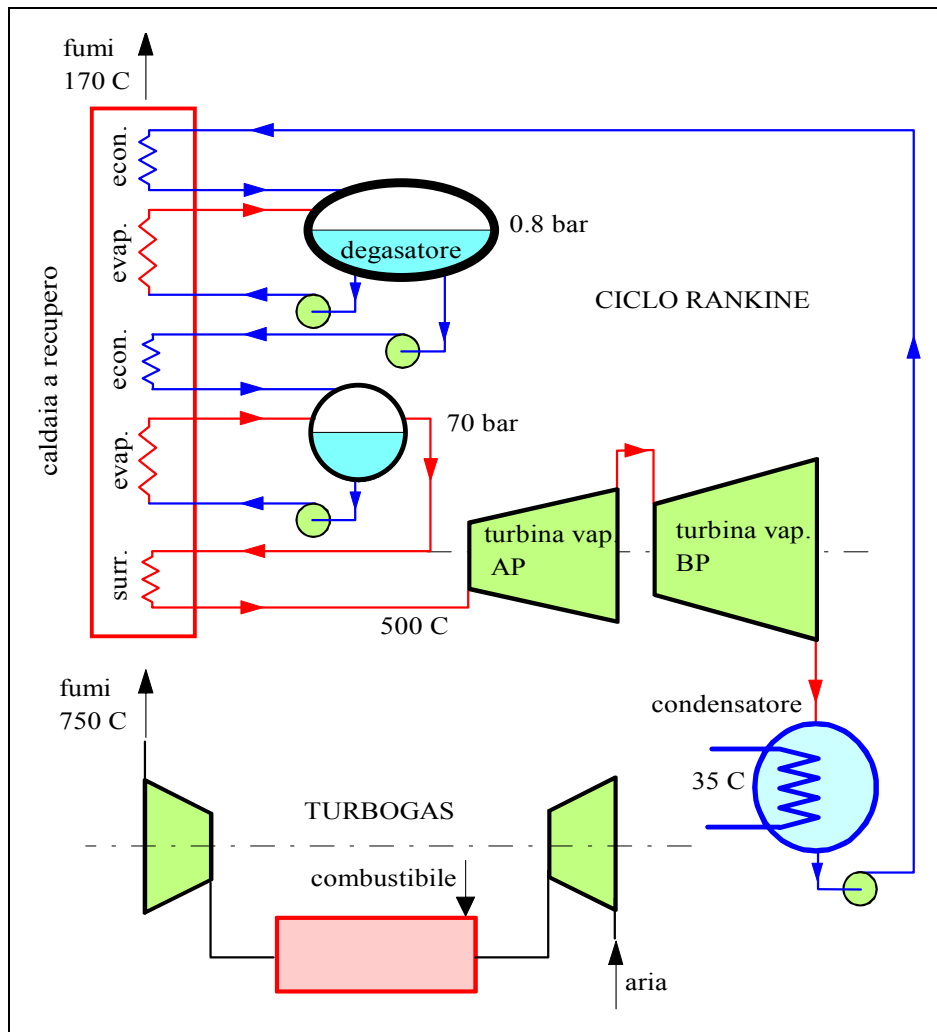 fumi
170 C
econ.
evap.
econ.
evap.
surr.
caldaia a recupero
degasatore
0.8 bar
CICLO RANKINE
70 bar
turbina vap.
AP
turbina vap.
BP
500 C
fumi
750 C
condensatore
35 C
TURBOGAS
combustibile
aria